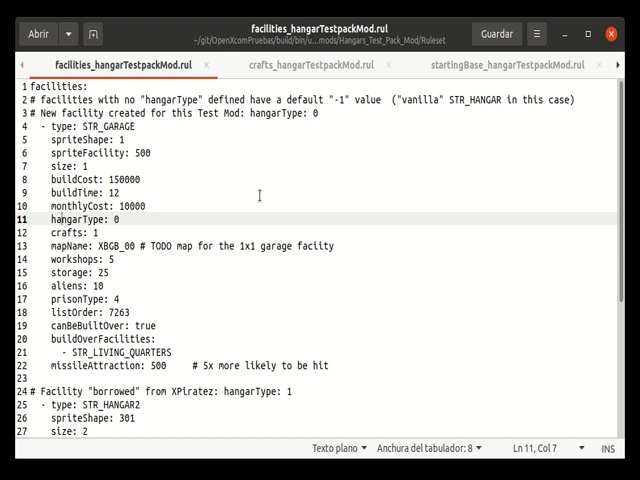 facilities_hangarTestpackMod.rul
~/git/OpenXcomPruebas/build/bin/u...mods/Hangars_Test_Pack_Mod/Ruleset
Abrir
Guardar
facilities_hangarTestpackMod.rul
crafts_hangarTestpackMod.rul
startingBase_hangarTestpackMod.rul
1 facilities:
2 # facilities with no "hangarType" defined have a default "-1" value  ("vanilla" STR_HANGAR in this case)
3 # New facility created for this Test Mod: hangarType: 0
4   - type: STR_GARAGE
5     spriteShape: 1
6     spriteFacility: 500
7     size: 1
8     buildCost: 150000
9     buildTime: 12
10     monthlyCost: 10000
11     hangarType: 0
12     crafts: 1
13     mapName: XBGB_00 # TODO map for the 1x1 garage faciity
14     workshops: 5
15     storage: 25
16     aliens: 10
17     prisonType: 4
18     listOrder: 7263
19     canBeBuiltOver: true
20     buildOverFacilities:
21       - STR_LIVING_QUARTERS
22     missileAttraction: 500     # 5x more likely to be hit
23
24 # Facility "borrowed" from XPiratez: hangarType: 1
25   - type: STR_HANGAR2
26     spriteShape: 301
27     size: 2
Texto plano
Anchura del tabulador: 8
Ln 11, Col 7
INS